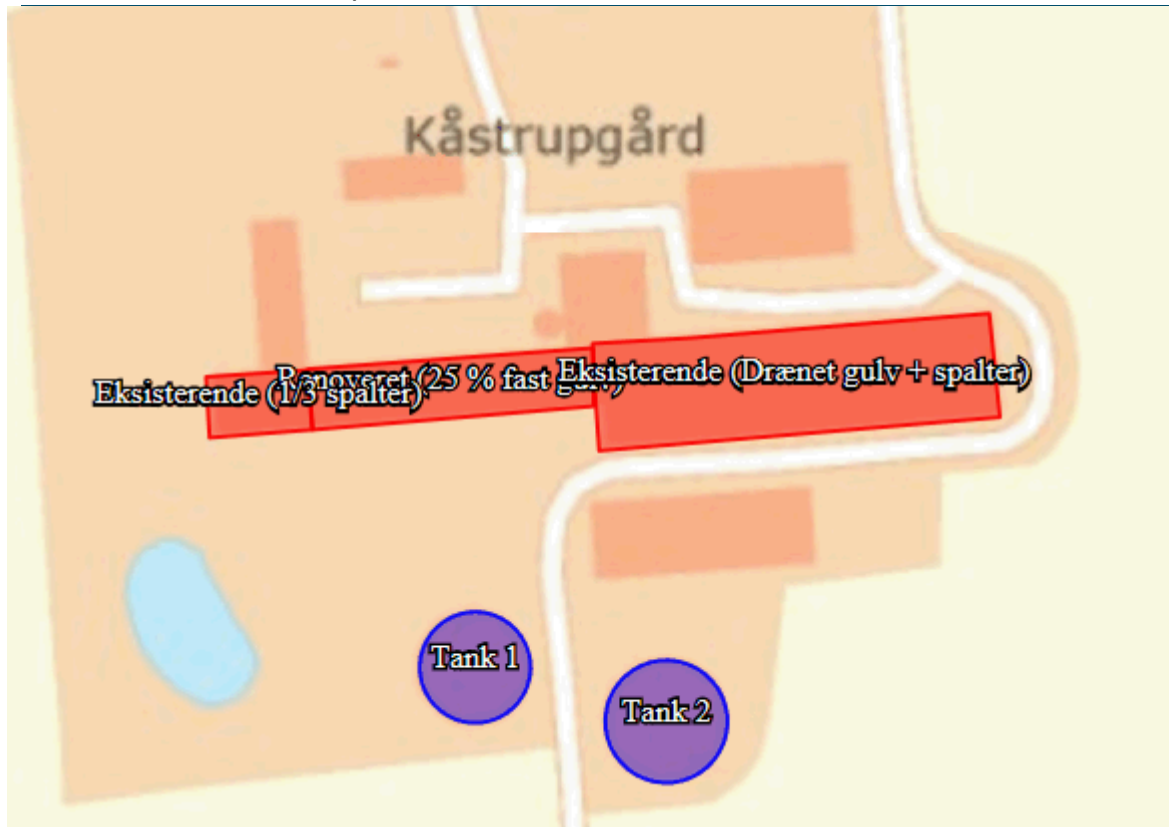 Kåstrupgård
Eksisterende (Drænet gulv + spalter)
Renoveret (25 % fast gulv)
Eksisterende (1/3 spalter)
Tank 1
Tank 2